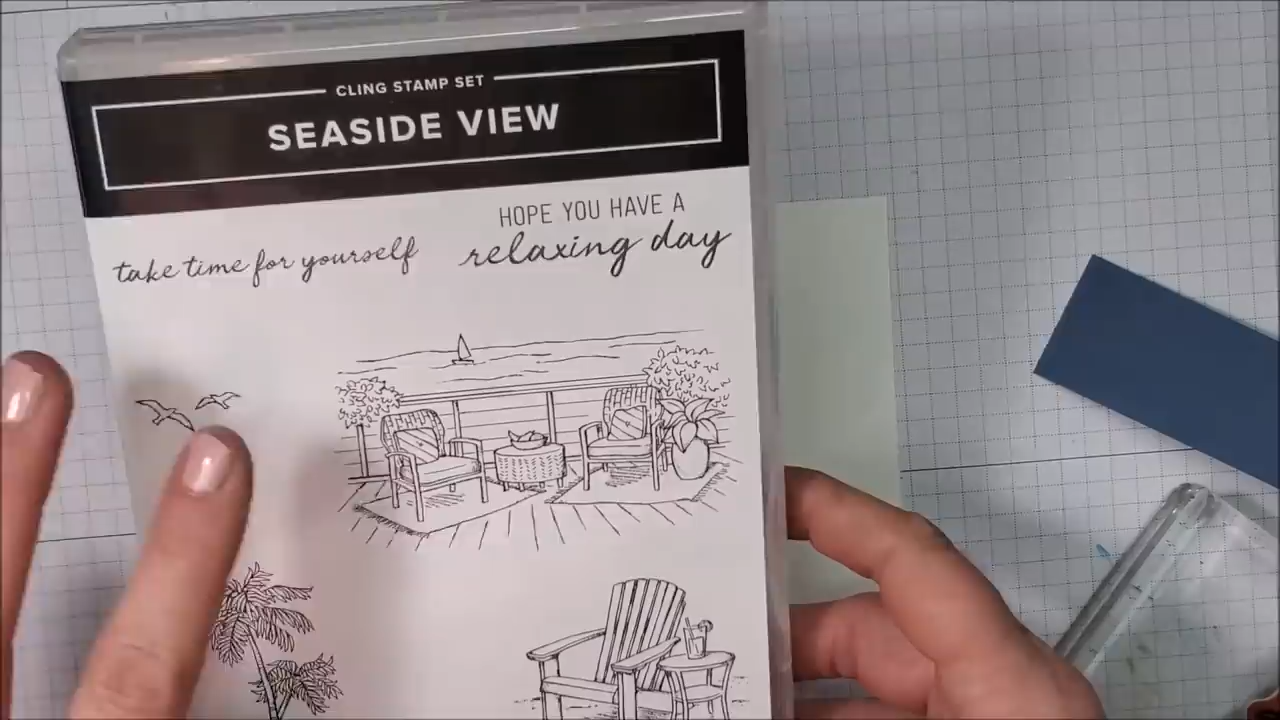 CLING STAMP SET
SEASIDE VIEW
HOPE YOU HAVE A
take time for yourself
relaxing day